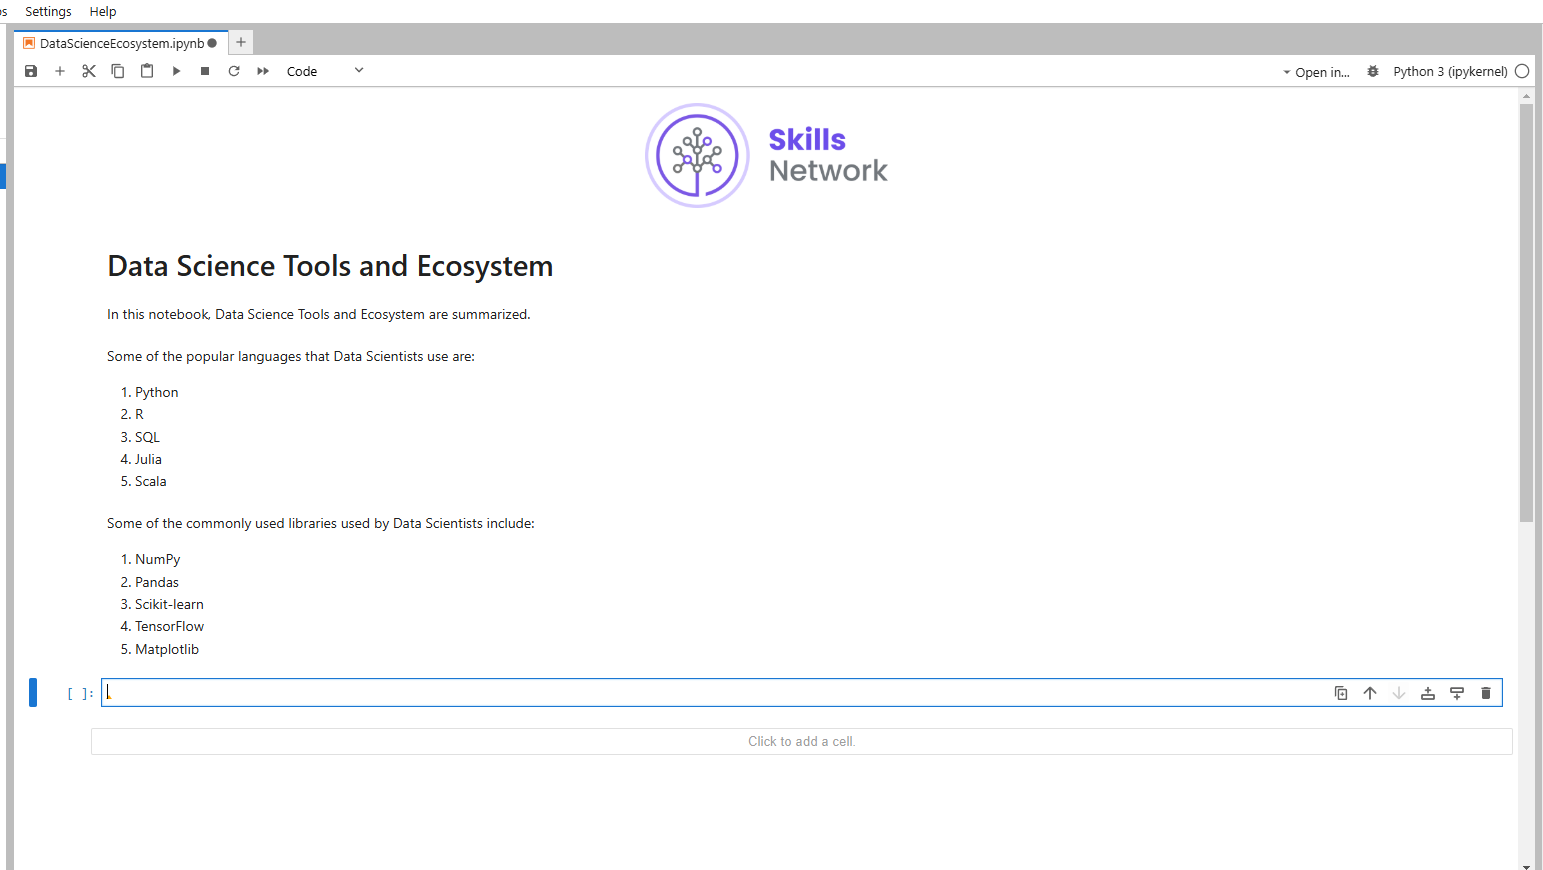 Settings Help
DataScienceEcosystem.ipynb
Code
Open in...
Python 3 (ipykernel)
Skills
Network
Data Science Tools and Ecosystem
In this notebook, Data Science Tools and Ecosystem are summarized.
Some of the popular languages that Data Scientists use are:
1. Python
2. R
3. SQL
4. Julia
5. Scala
Some of the commonly used libraries used by Data Scientists include:
1. NumPy
2. Pandas
3. Scikit-learn
4. TensorFlow
5. Matplotlib
[ ]:
Click to add a cell.